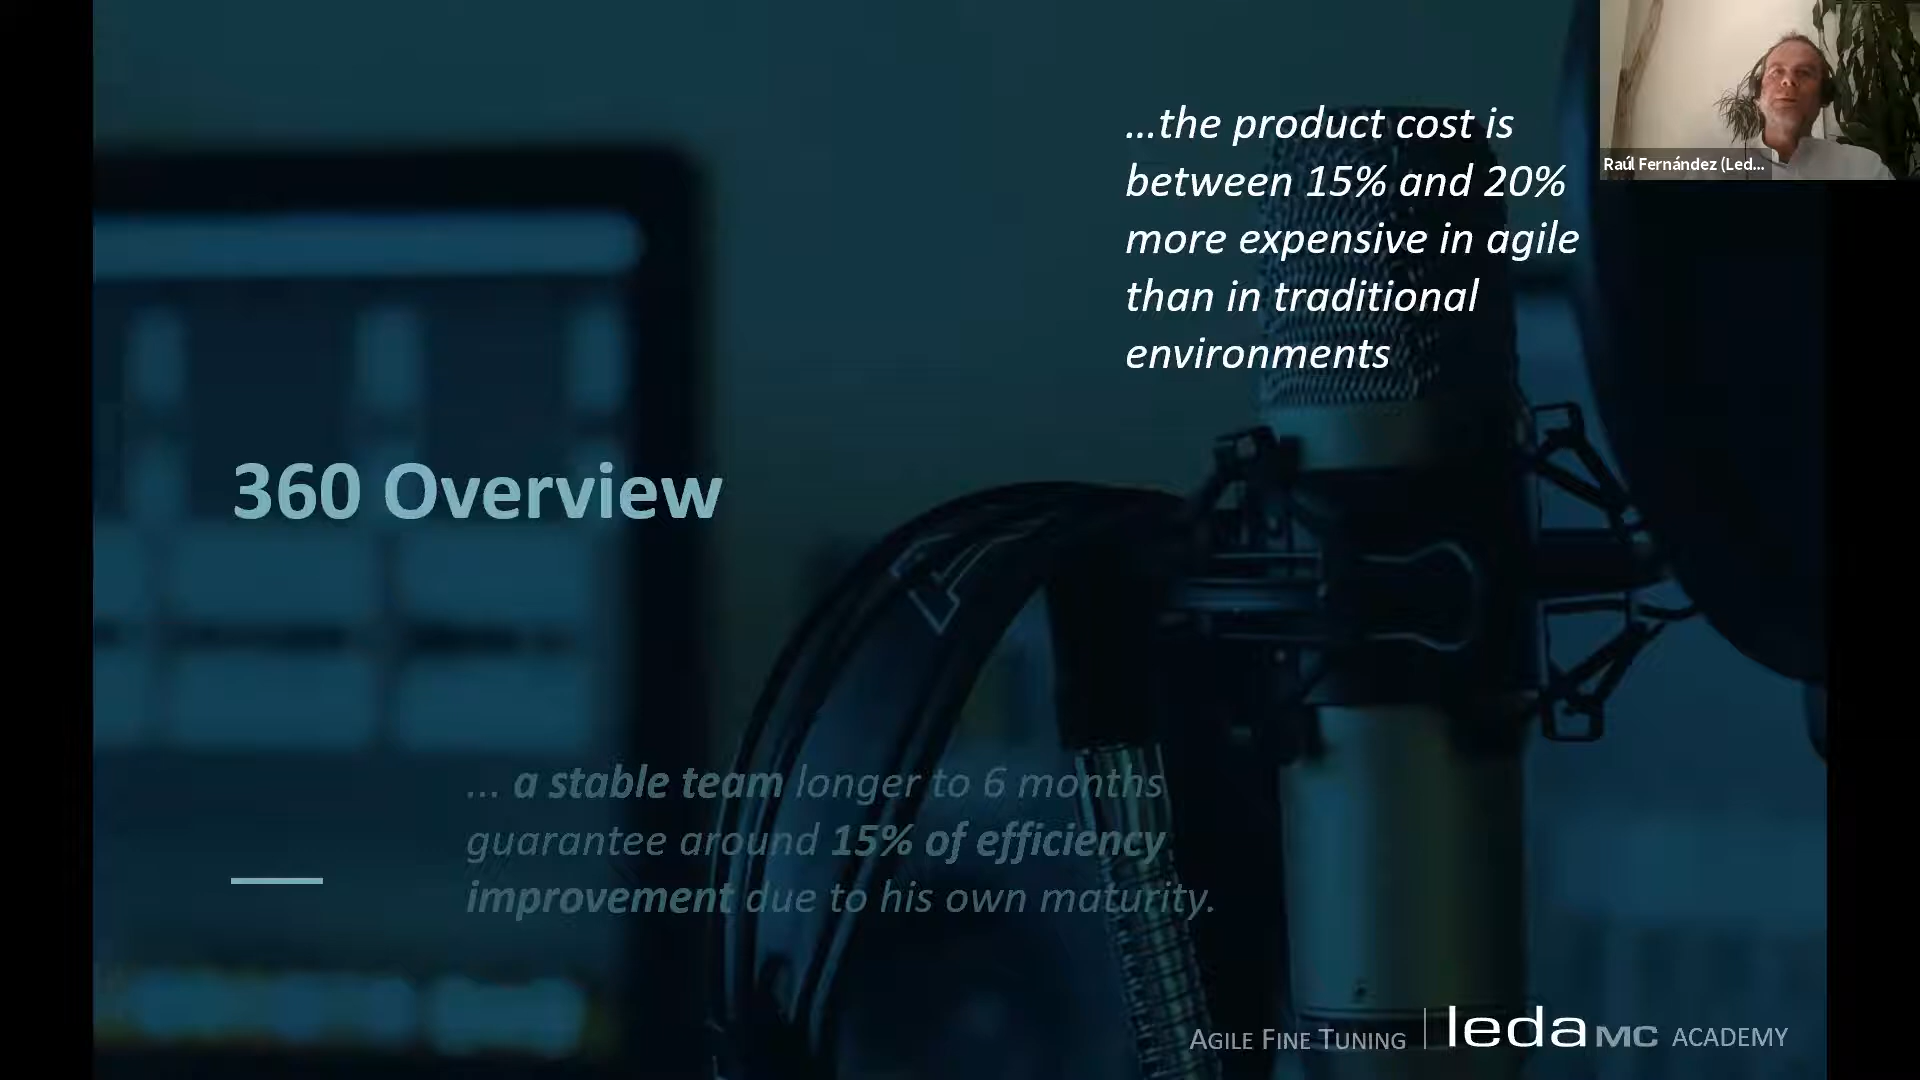 ...the product cost is
between 15% and 20%
more expensive in agile
than in traditional
environments
Raúl Fernández (Led...
360 Overview
... a stable team longer to 6 months
guarantee around 15% of efficiency
improvement due to his own maturity.
AGILE FINE TUNING | leda MC ACADEMY